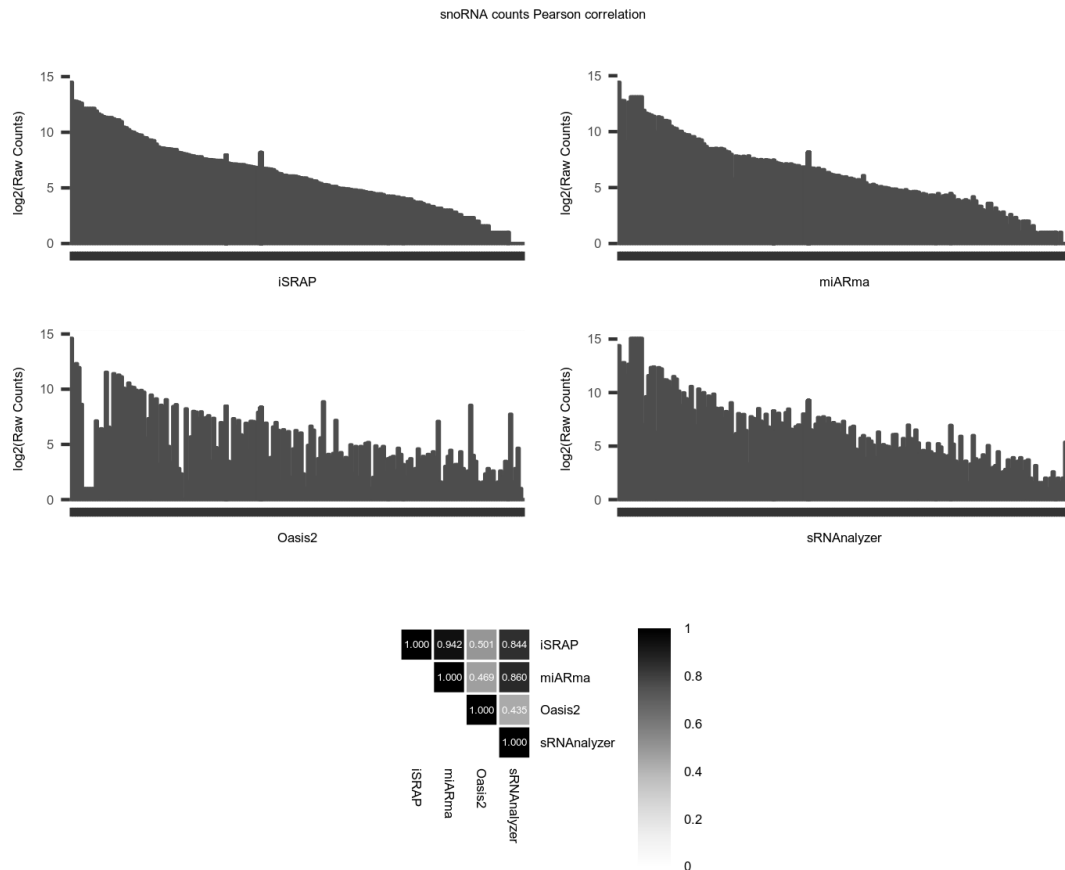 snoRNA counts Pearson correlation
log2(Raw Counts)
15
10
5
0
iSRAP
log2(Raw Counts)
15
10
5
0
miARma
log2(Raw Counts)
15
10
5
0
Oasis2
log2(Raw Counts)
15
10
5
0
sRNAnalyzer
1.000 0.942 0.501 0.844 iSRAP
1.000 0.469 0.860 miARma
1.000 0.435 Oasis2
1.000 sRNAnalyzer
iSRAP
miARma
Oasis2
sRNAnalyzer
1
0.8
0.6
0.4
0.2
0